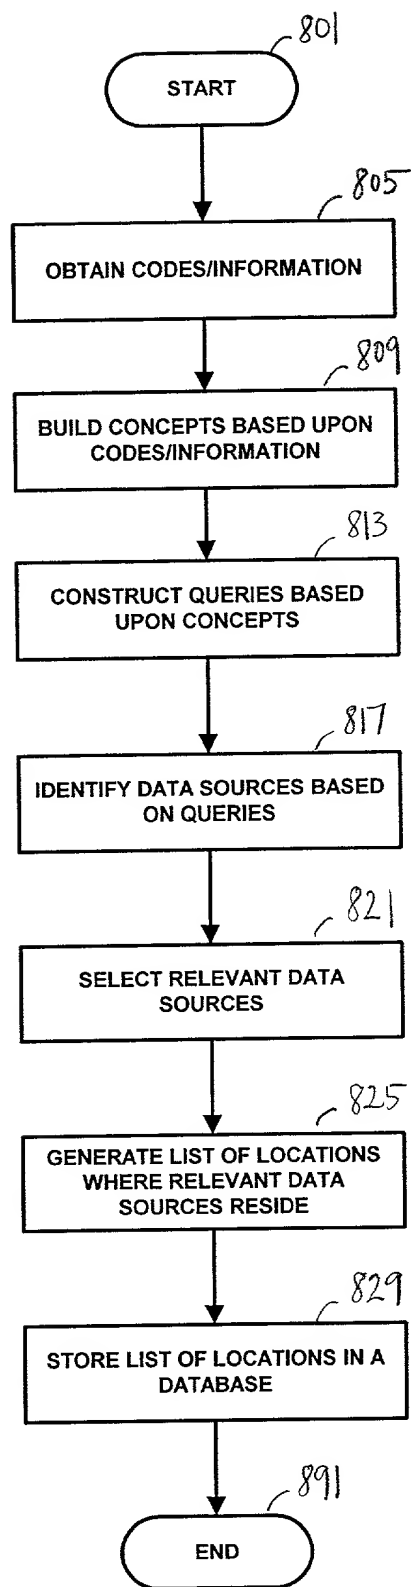 801
START
805
OBTAIN CODES/INFORMATION
809
BUILD CONCEPTS BASED UPON
CODES/INFORMATION
813
CONSTRUCT QUERIES BASED
UPON CONCEPTS
817
IDENTIFY DATA SOURCES BASED
ON QUERIES
821
SELECT RELEVANT DATA
SOURCES
825
GENERATE LIST OF LOCATIONS
WHERE RELEVANT DATA
SOURCES RESIDE
829
STORE LIST OF LOCATIONS IN A
DATABASE
891
END